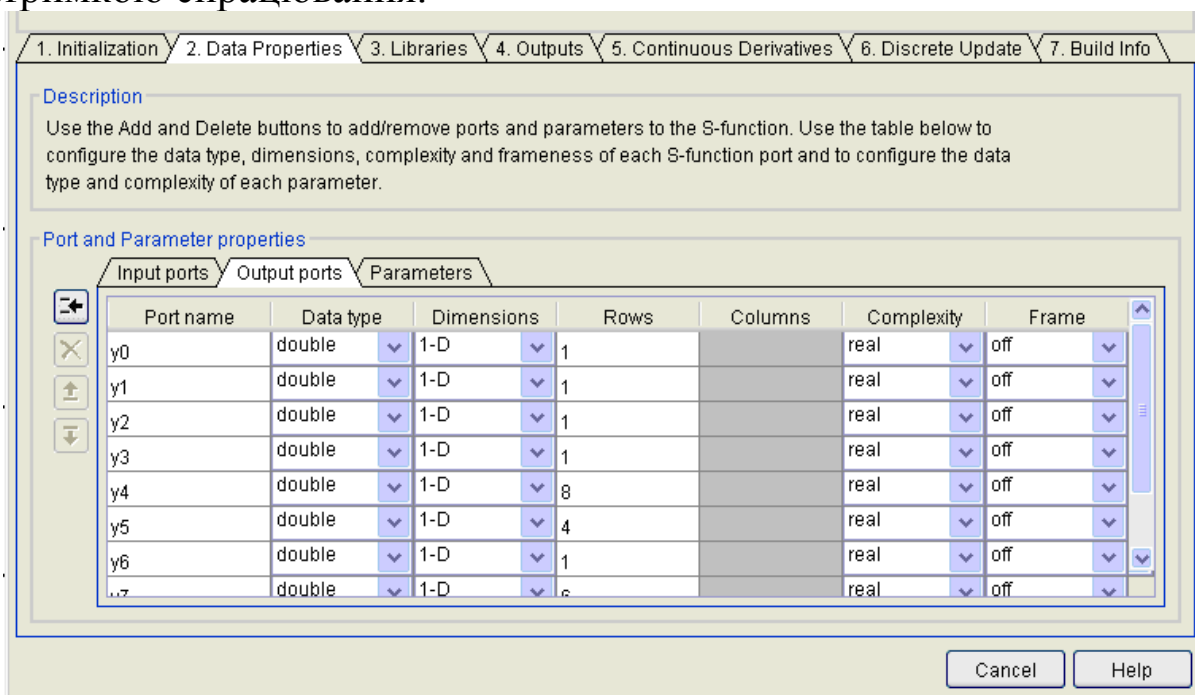 спрацювання.
1. Initialization 2. Data Properties 3. Libraries 4. Outputs 5. Continuous Derivatives 6. Discrete Update 7. Build Info
Description
Use the Add and Delete buttons to add/remove ports and parameters to the S-function. Use the table below to
configure the data type, dimensions, complexity and frameness of each S-function port and to configure the data
type and complexity of each parameter.
Port and Parameter properties
Input ports Output ports Parameters
Port name Data type Dimensions Rows Columns Complexity Frame
y0 double 1-D 1 real off
y1 double 1-D 1 real off
y2 double 1-D 1 real off
y3 double 1-D 1 real off
y4 double 1-D 8 real off
y5 double 1-D 4 real off
y6 double 1-D 1 real off
double 1-D real off
Cancel Help